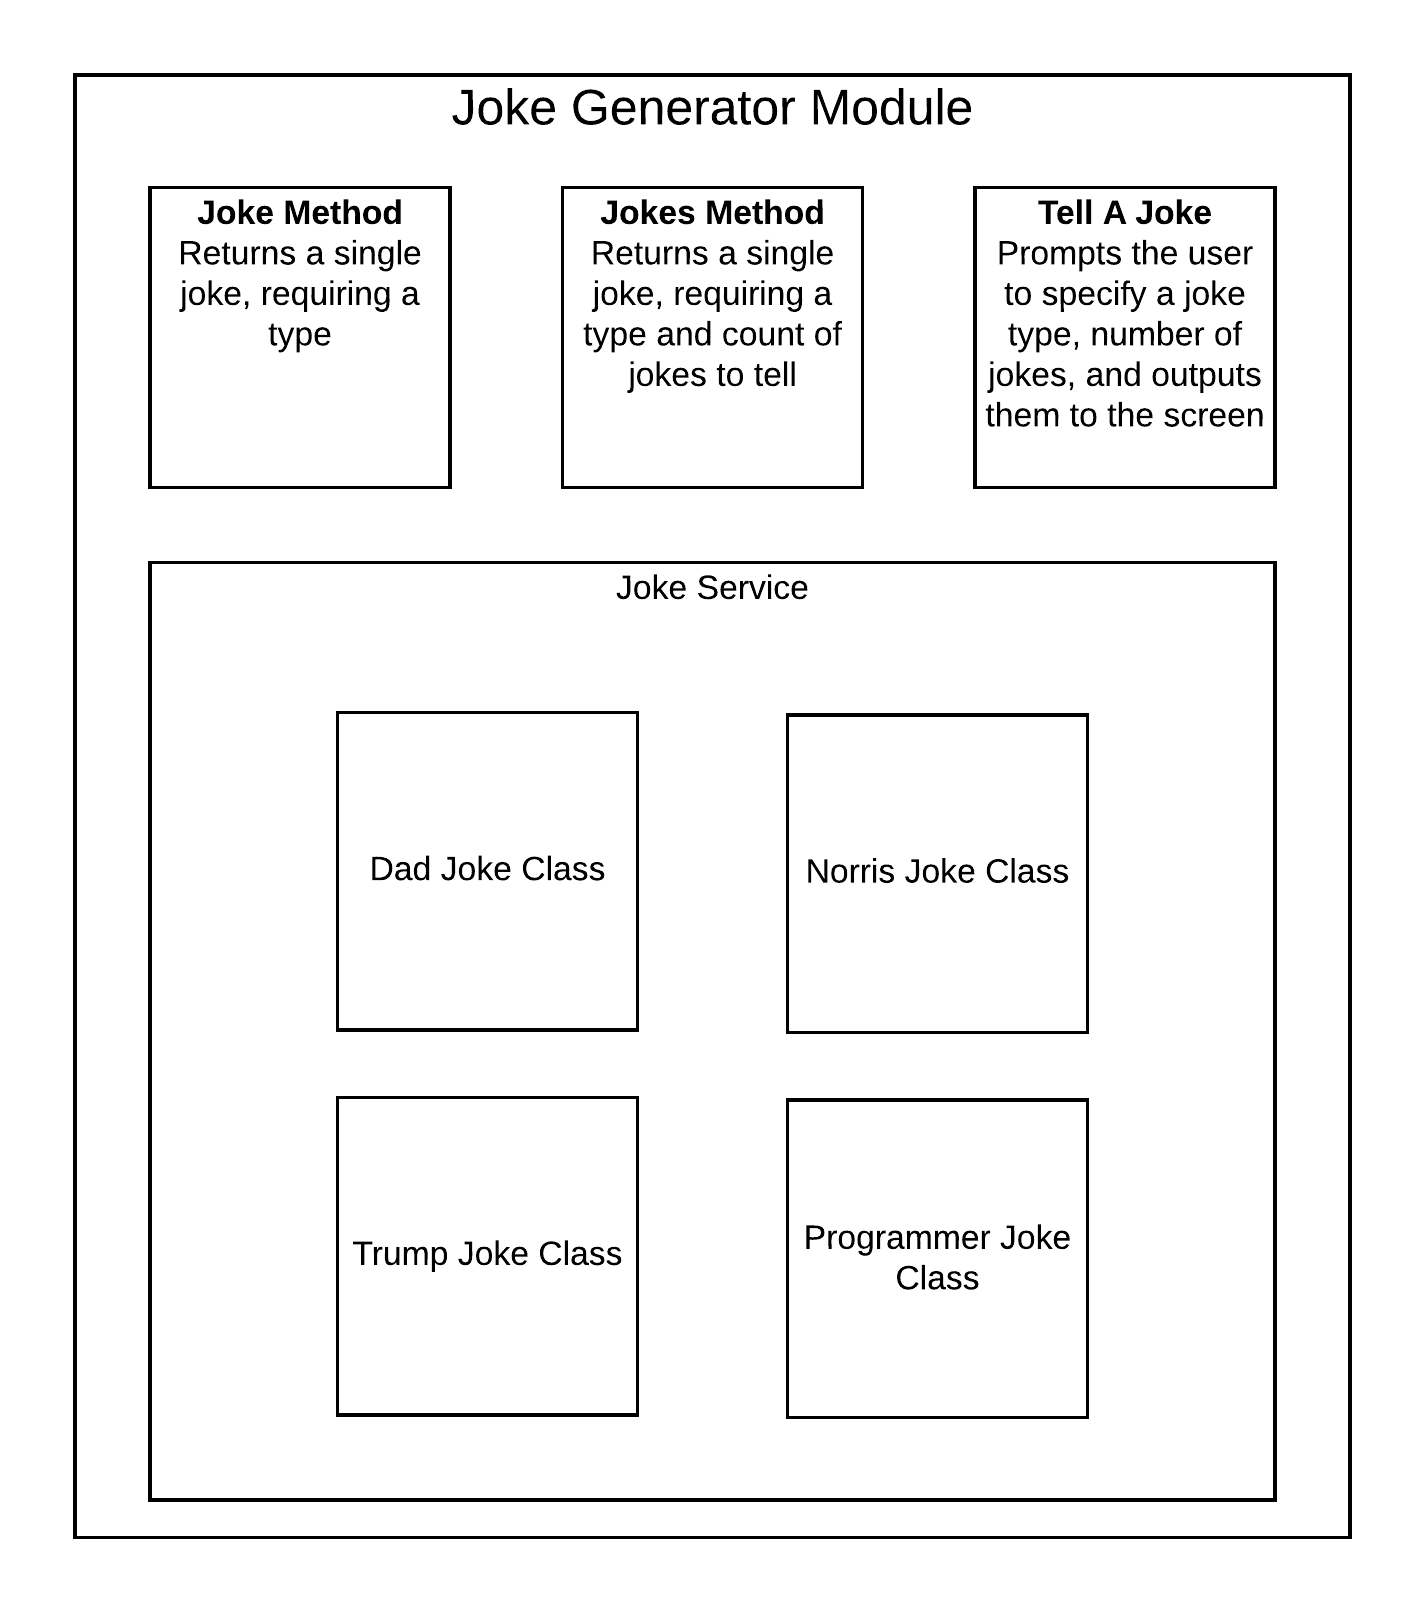 Joke Generator Module
Joke Method
Returns a single
joke, requiring a
type
Jokes Method
Returns a single
joke, requiring a
type and count of
jokes to tell
Tell A Joke
Prompts the user
to specify a joke
type, number of
jokes, and outputs
them to the screen
Joke Service
Dad Joke Class
Norris Joke Class
Trump Joke Class
Programmer Joke
Class